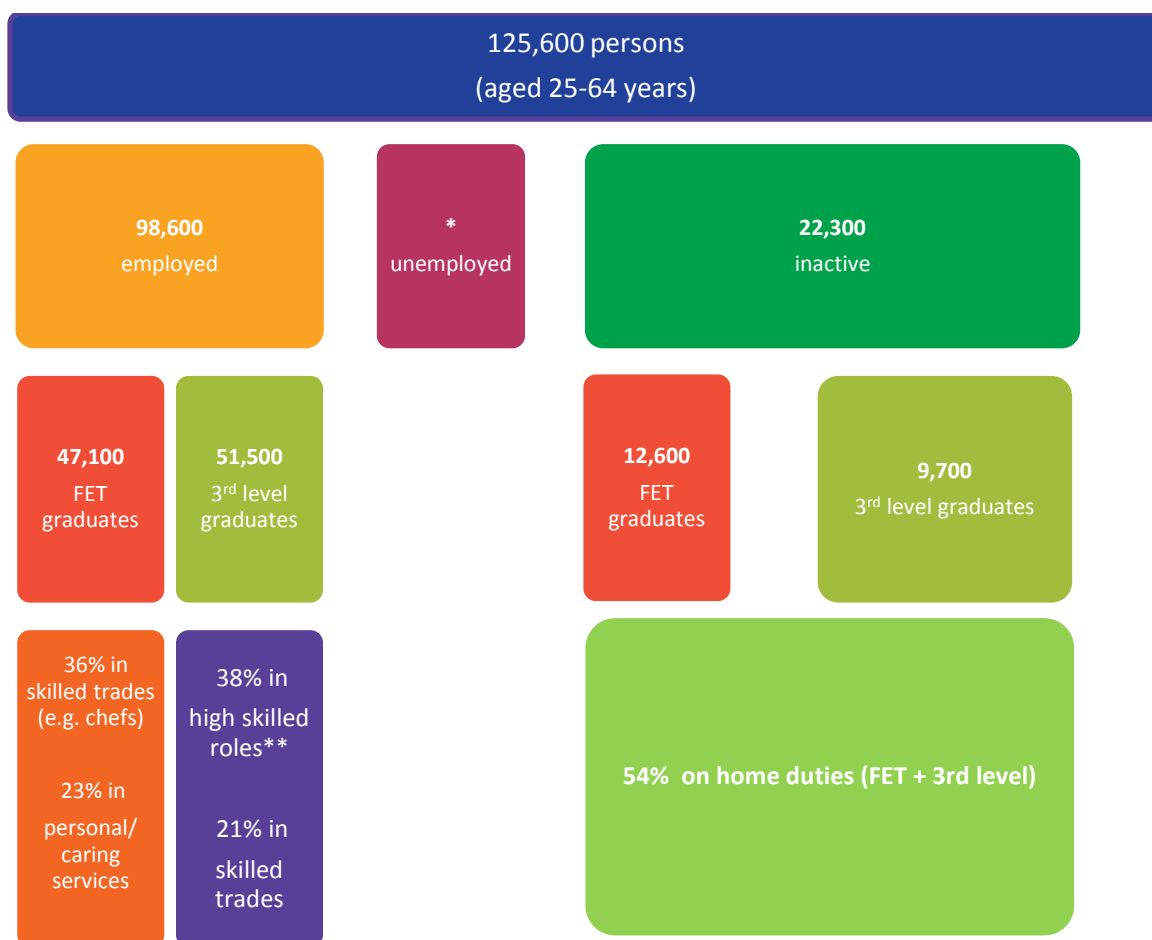 125,600 persons
(aged 25-64 years)
98,600
employed
*
unemployed
22,300
inactive
47,100
FET
graduates
51,500
3rd level
graduates
12,600
FET
graduates
9,700
3rd level graduates
36% in
skilled trades
(e.g. chefs)
23% in
personal/
caring
services
38% in
high skilled
roles**
21% in
skilled
trades
54% on home duties (FET + 3rd level)